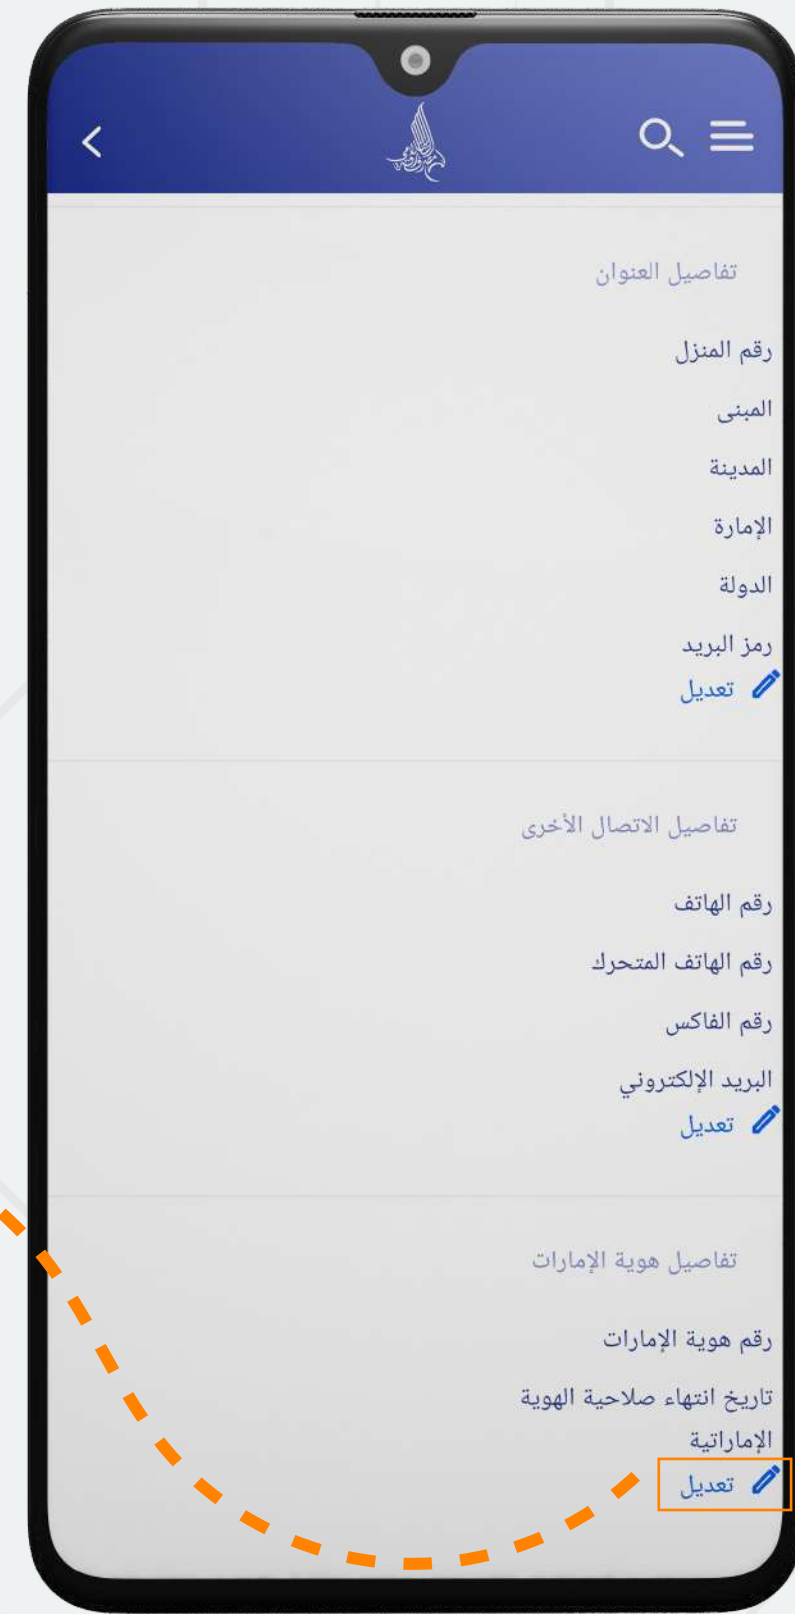 تفاصيل العنوان
رقم المنزل
المبنى
المدينة
الإمارة
الدولة
رمز البريد
تعديل
تفاصيل الاتصال الأخرى
رقم الهاتف
رقم الهاتف المتحرك
رقم الفاكس
البريد الإلكتروني
تعديل
تفاصيل هوية الإمارات
رقم هوية الإمارات
تاريخ انتهاء صلاحية الهوية
الإماراتية
تعديل